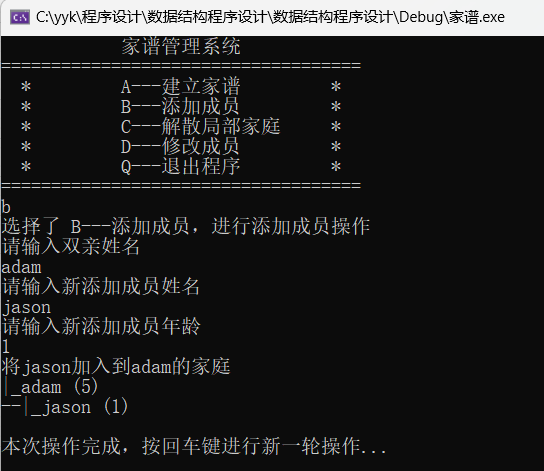 C:\yyk\程序设计\数据结构程序设计\数据结构程序设计\Debug\家谱.exe
家谱管理系统
====================================
* A---建立家谱 *
* B---添加成员 *
* C---解散局部家庭 *
* D---修改成员 *
* Q---退出程序 *
====================================
b
选择了 B---添加成员，进行添加成员操作
请输入双亲姓名
adam
请输入新添加成员姓名
jason
请输入新添加成员年龄
1
将jason加入到adam的家庭
|_adam (5)
--|_jason (1)
本次操作完成，按回车键进行新一轮操作...